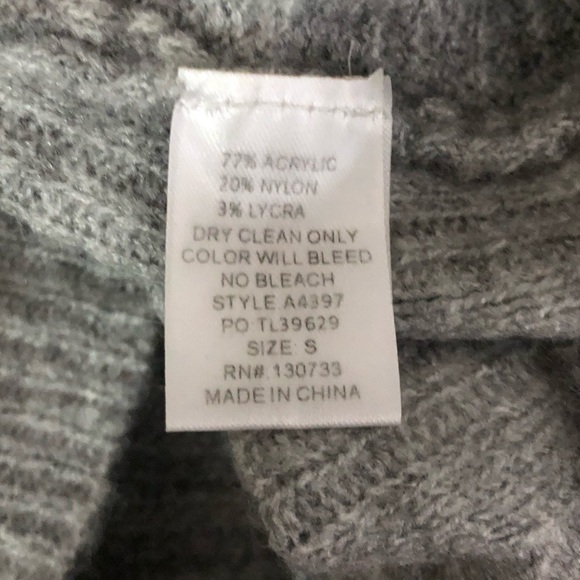 77% ACRYLIC
20% NYLON
3% LYCRA
DRY CLEAN ONLY
COLOR WILL BLEED
NO BLEACH
STYLE A4397
PO: TL39629
SIZE: S
RN#: 130733
MADE IN CHINA